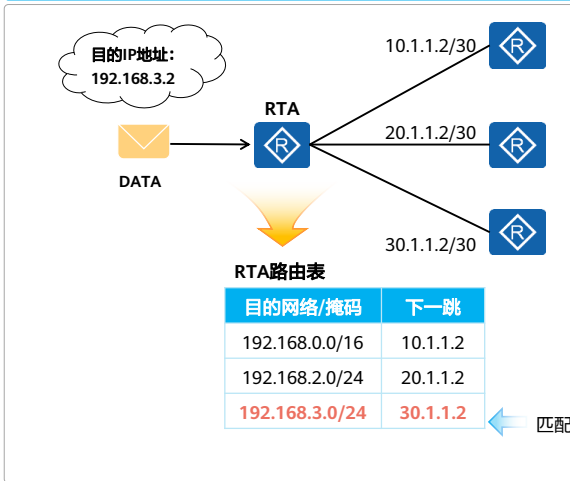 目的IP地址：
192.168.3.2
10.1.1.2/30
R
RTA
20.1.1.2/30
R
R
DATA
30.1.1.2/30
R
RTA路由表
目的网络/掩码 下一跳
192.168.0.0/16 10.1.1.2
192.168.2.0/24 20.1.1.2
192.168.3.0/24 30.1.1.2
匹配